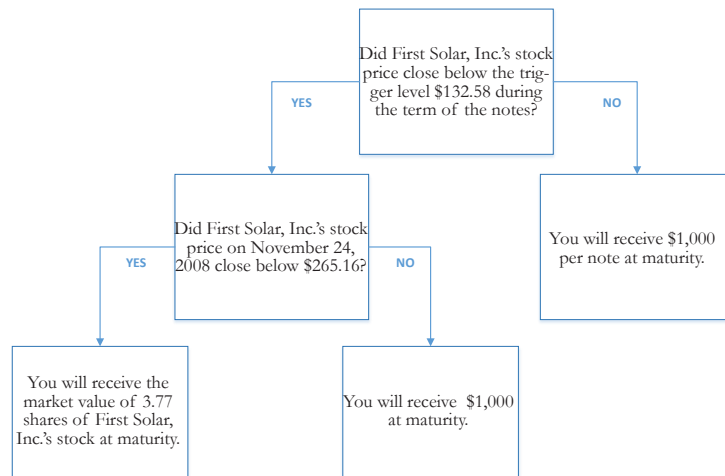 Did First Solar, Inc.'s stock
price close below the trig-
ger level $132.58 during
the term of the notes?
YES
NO
Did First Solar, Inc.'s stock
price on November 24,
2008 close below $265.16?
You will receive $1,000
per note at maturity.
YES
NO
You will receive the
market value of 3.77
shares of First Solar,
Inc.'s stock at maturity.
You will receive $1,000
at maturity.